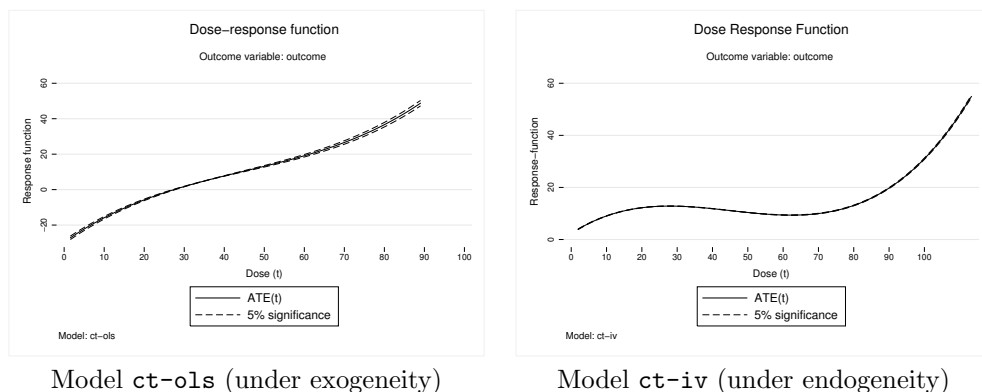 Dose−response function
Outcome variable: outcome
Response function
60
40
20
0
−20
0 10 20 30 40 50 60 70 80 90 100
Dose (t)
ATE(t)
5% significance
Model: ct−ols
Model ct-ols (under exogeneity)
Dose Response Function
Outcome variable: outcome
Response−function
60
40
20
0
0 10 20 30 40 50 60 70 80 90 100
Dose (t)
ATE(t)
5% significance
Model: ct−iv
Model ct-iv (under endogeneity)